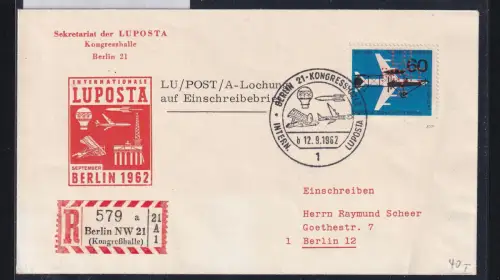 Sekretariat der LUPOSTA
Kongresshalle
Berlin 21
INTERNATIONALE
LUPOSTA
SEPTEMBER
BERLIN 1962
LU/POST/A-Lochung
auf Einschreibebrief
BERLIN 21-KONGRESSHALLE
b 12.9.1962
INTERN. LUPOSTA
1
60
R 579 a 21
Berlin NW 21 A
(Kongreßhalle) 1
Einschreiben
Herrn Raymund Scheer
Goethestr. 7
1 Berlin 12
40,-